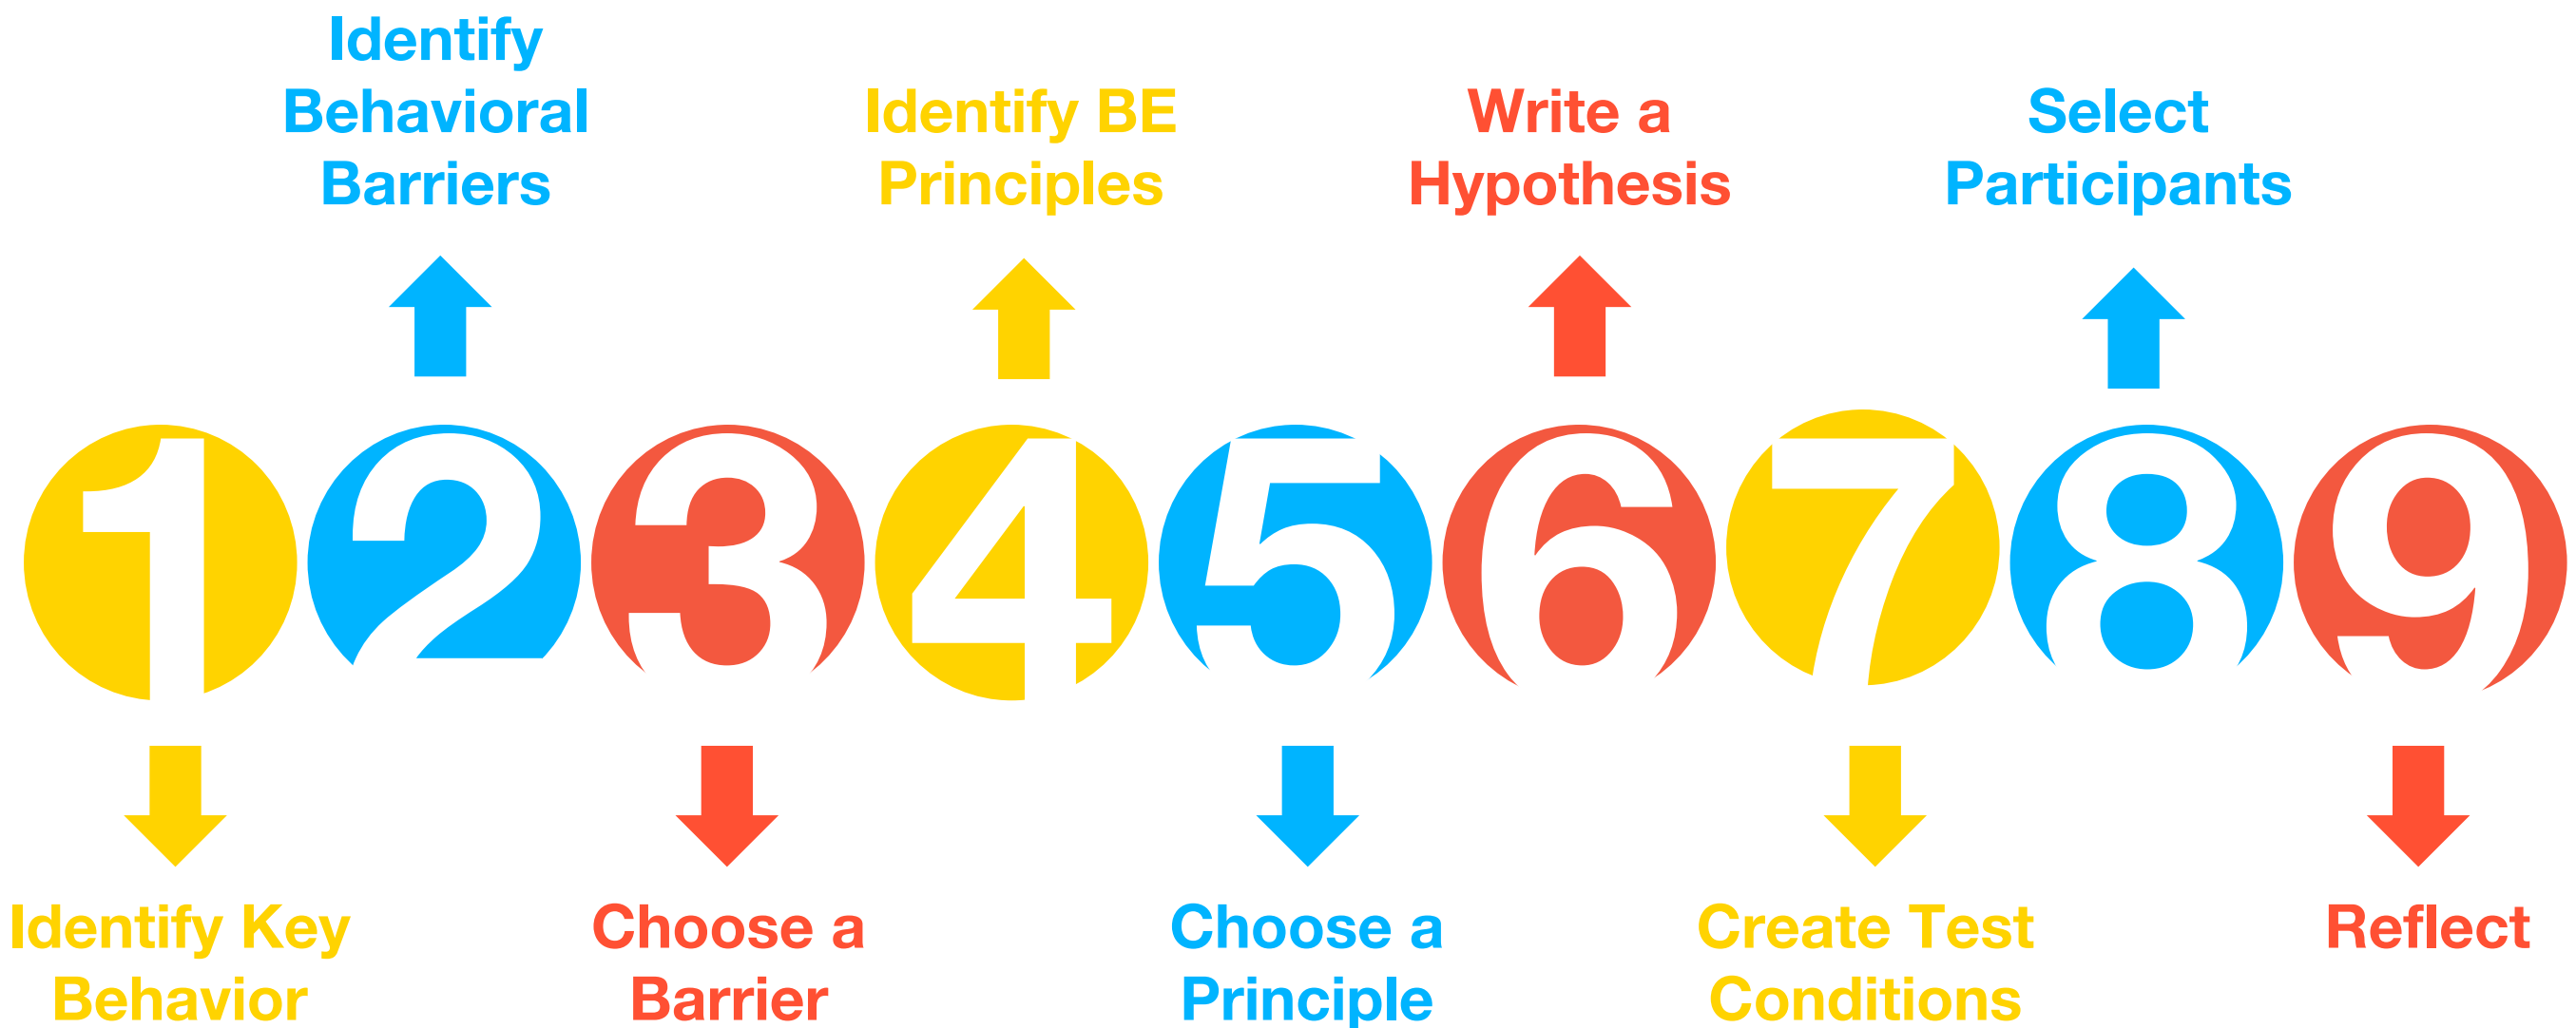 Identify
Behavioral
Barriers
Identify BE
Principles
Write a
Hypothesis
Select
Participants
1 2 3 4 5 6 7 8 9
Identify Key
Behavior
Choose a
Barrier
Choose a
Principle
Create Test
Conditions
Reflect